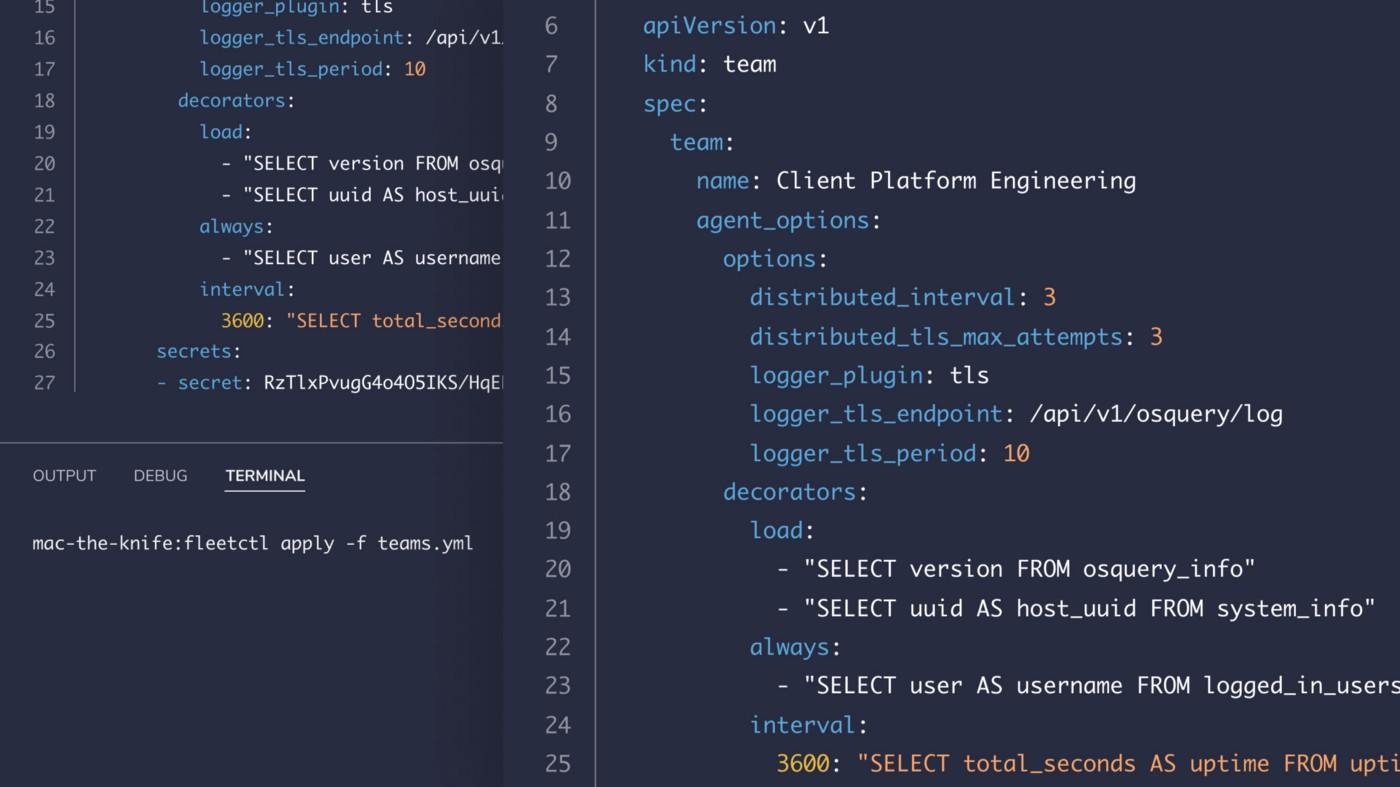 15 logger_plugin: tls
16 logger_tls_endpoint: /api/v1/
17 logger_tls_period: 10
18 decorators:
19 load:
20 - "SELECT version FROM osq
21 - "SELECT uuid AS host_uui
22 always:
23 - "SELECT user AS username
24 interval:
25 3600: "SELECT total_second
26 secrets:
27 - secret: RzTlxPvugG4o4O5IKS/HqE
OUTPUT DEBUG TERMINAL
mac-the-knife:fleetctl apply -f teams.yml
6 apiVersion: v1
7 kind: team
8 spec:
9 team:
10 name: Client Platform Engineering
11 agent_options:
12 options:
13 distributed_interval: 3
14 distributed_tls_max_attempts: 3
15 logger_plugin: tls
16 logger_tls_endpoint: /api/v1/osquery/log
17 logger_tls_period: 10
18 decorators:
19 load:
20 - "SELECT version FROM osquery_info"
21 - "SELECT uuid AS host_uuid FROM system_info"
22 always:
23 - "SELECT user AS username FROM logged_in_users
24 interval:
25 3600: "SELECT total_seconds AS uptime FROM upti